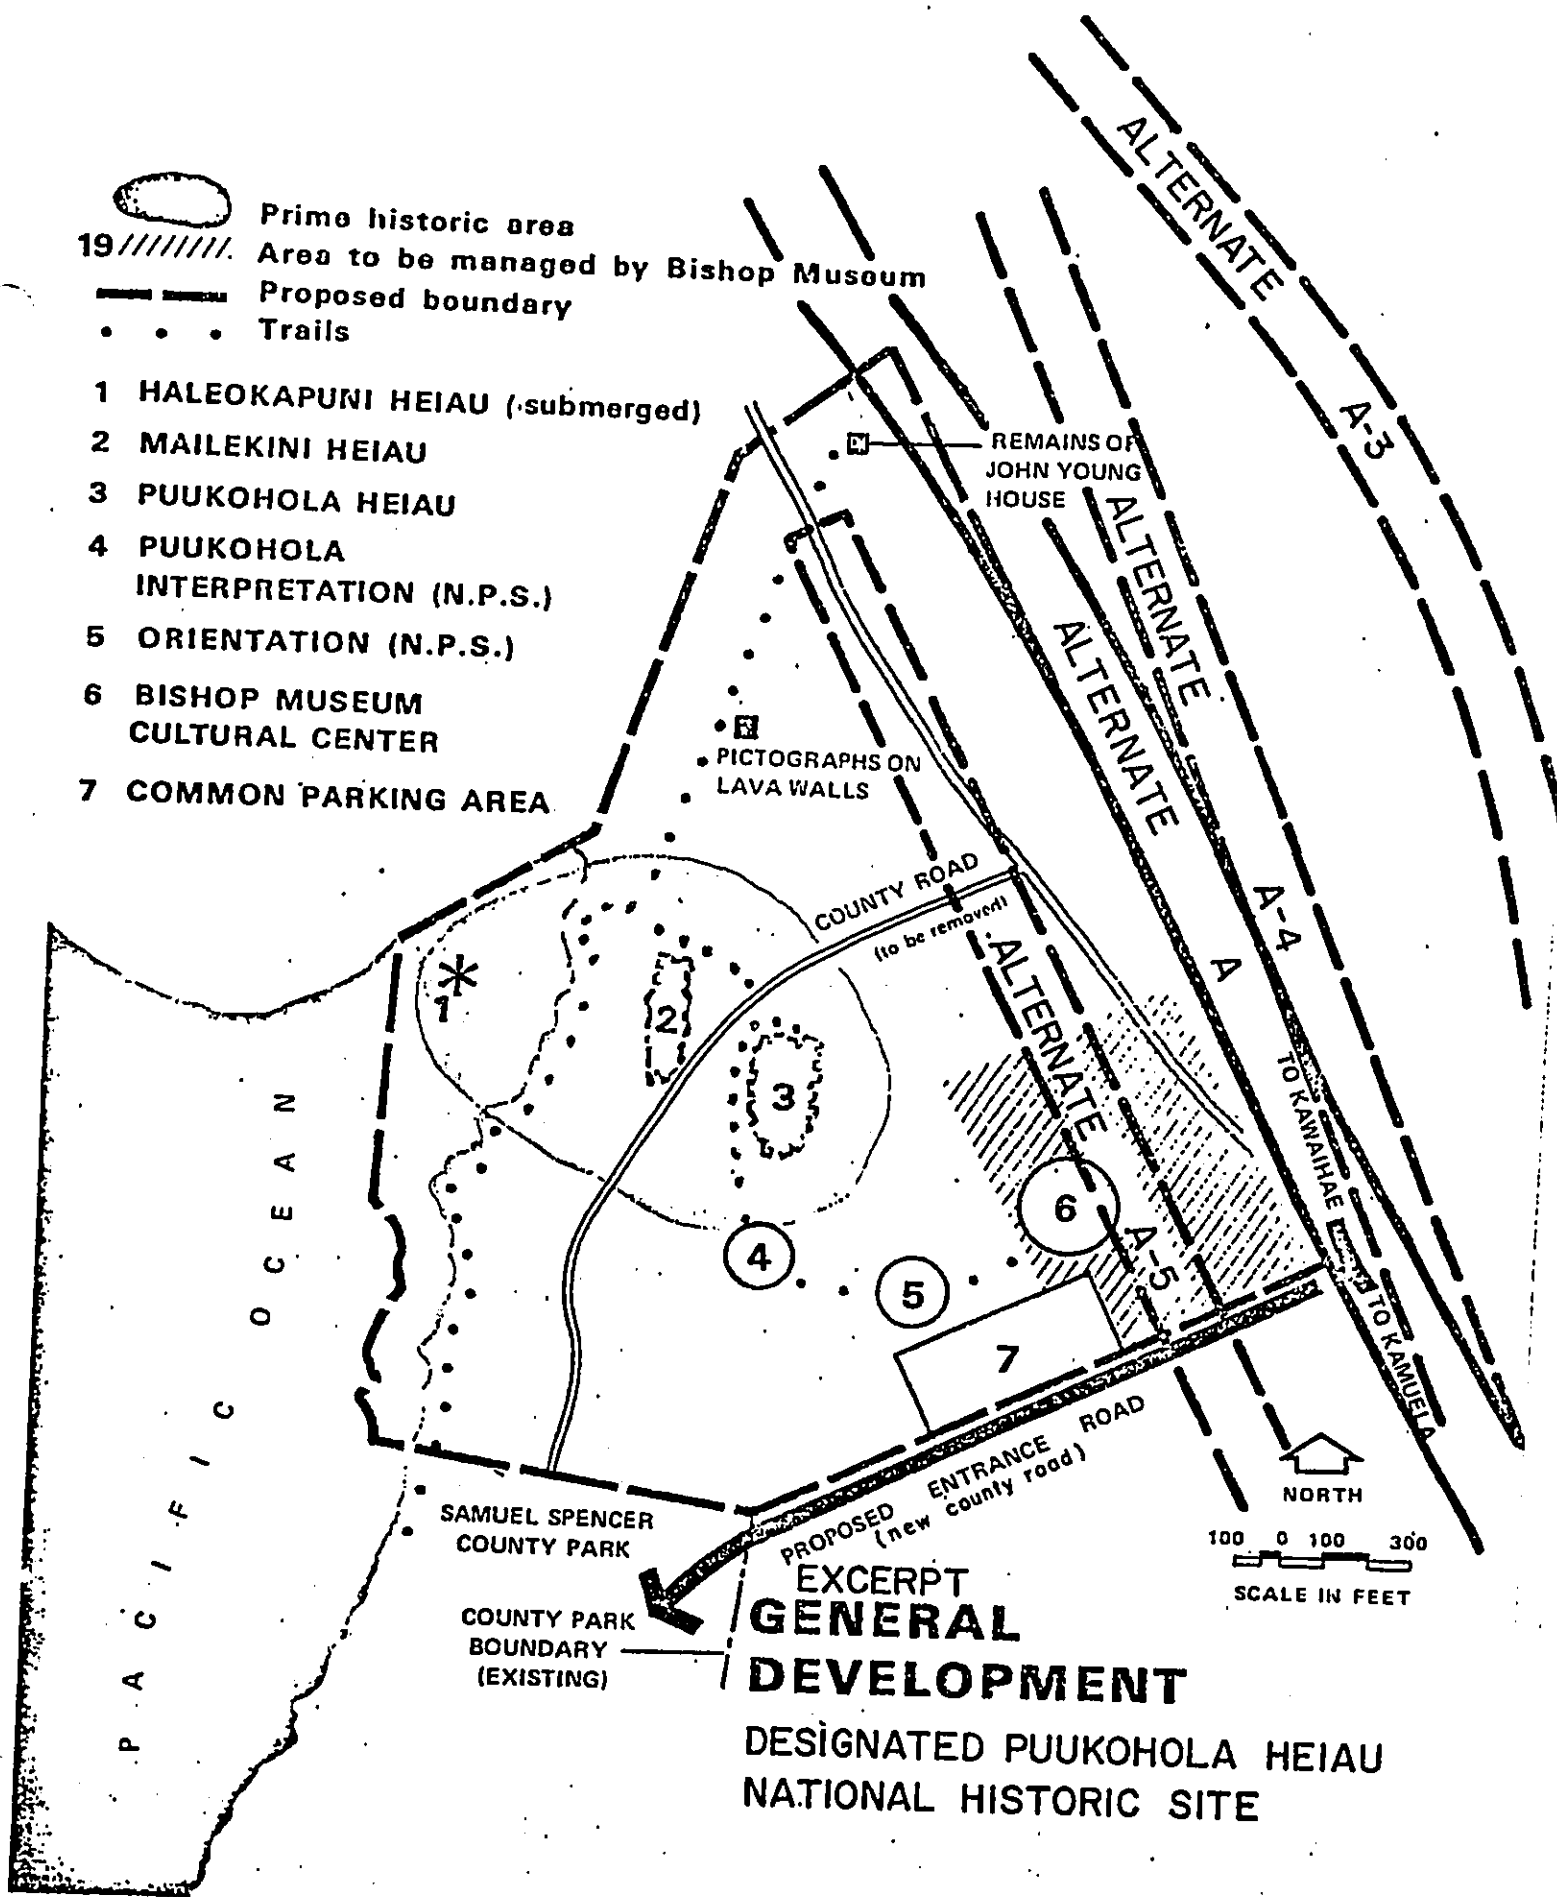 Prime historic area
19 Area to be managed by Bishop Museum
Proposed boundary
Trails
1 HALEOKAPUNI HEIAU (submerged)
2 MAILEKINI HEIAU
3 PUUKOHOLA HEIAU
4 PUUKOHOLA
INTERPRETATION (N.P.S.)
5 ORIENTATION (N.P.S.)
6 BISHOP MUSEUM
CULTURAL CENTER
7 COMMON PARKING AREA
ALTERNATE
A-3
REMAINS OF
JOHN YOUNG
HOUSE
ALTERNATE
A-4
ALTERNATE
A
PICTOGRAPHS ON
LAVA WALLS
COUNTY ROAD
(to be removed)
ALTERNATE
A-5
1
2
3
4
5
6
7
TO KAWAIHAE
TO KAMUELA
PACIFIC OCEAN
PROPOSED ENTRANCE ROAD
(new county road)
SAMUEL SPENCER
COUNTY PARK
COUNTY PARK
BOUNDARY
(EXISTING)
NORTH
100 0 100 300
SCALE IN FEET
EXCERPT
GENERAL
DEVELOPMENT
DESIGNATED PUUKOHOLA HEIAU
NATIONAL HISTORIC SITE